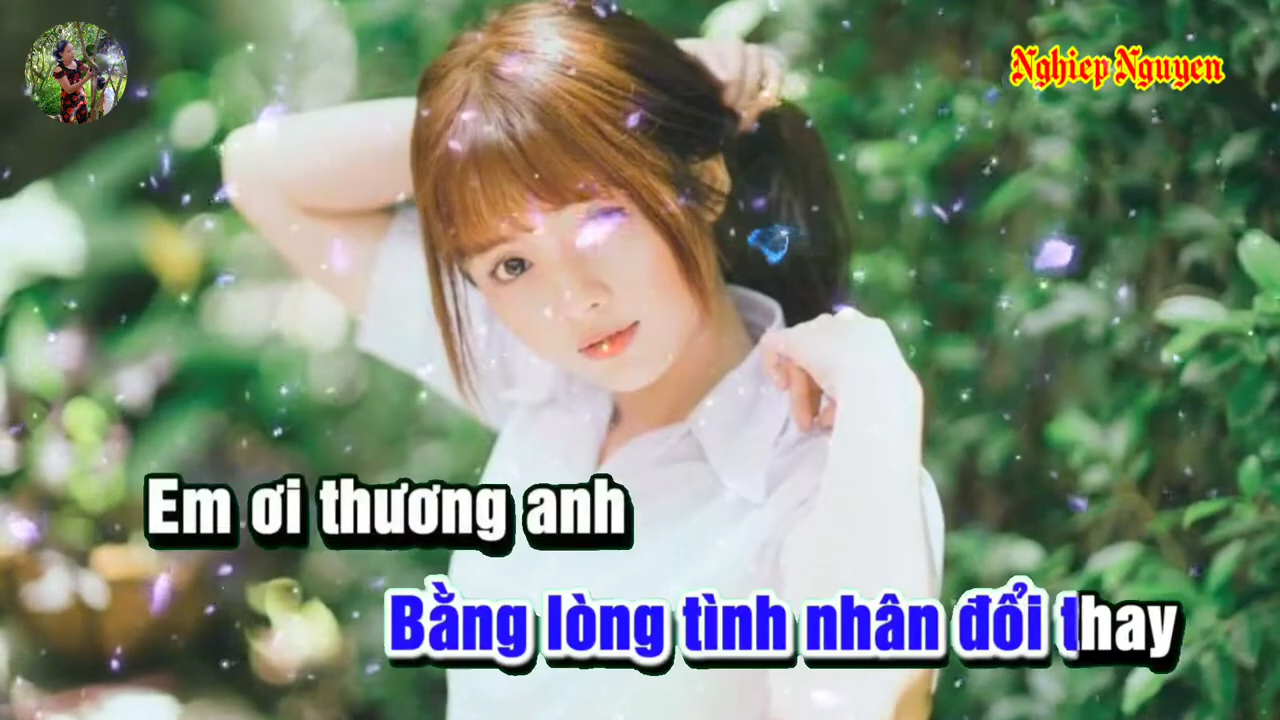 Nghiep Nguyen
Em ơi thương anh
Bằng lòng tình nhân đổi thay